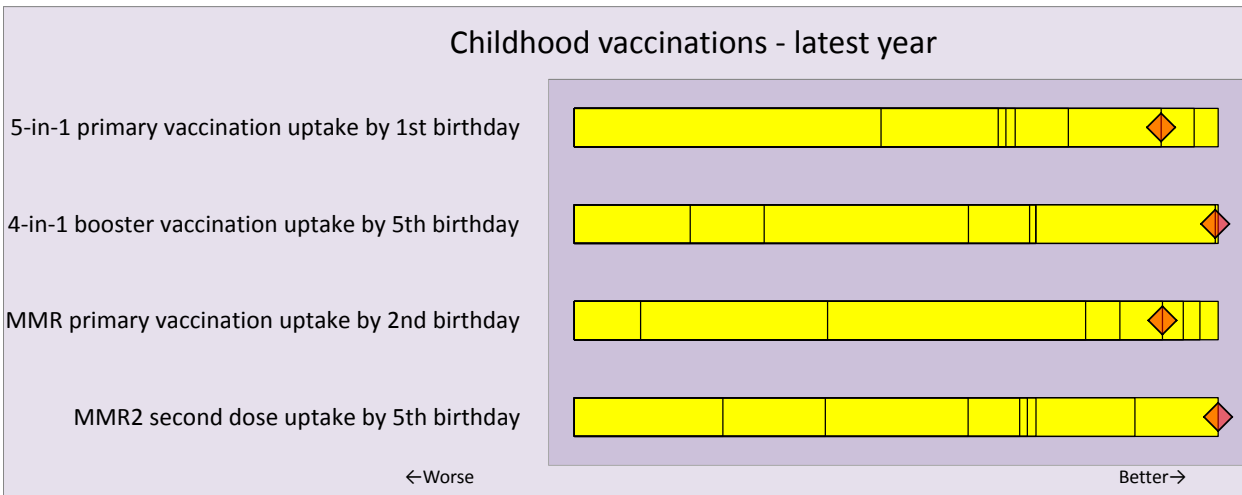 Childhood vaccinations - latest year
5-in-1 primary vaccination uptake by 1st birthday
4-in-1 booster vaccination uptake by 5th birthday
MMR primary vaccination uptake by 2nd birthday
MMR2 second dose uptake by 5th birthday
←Worse Better→